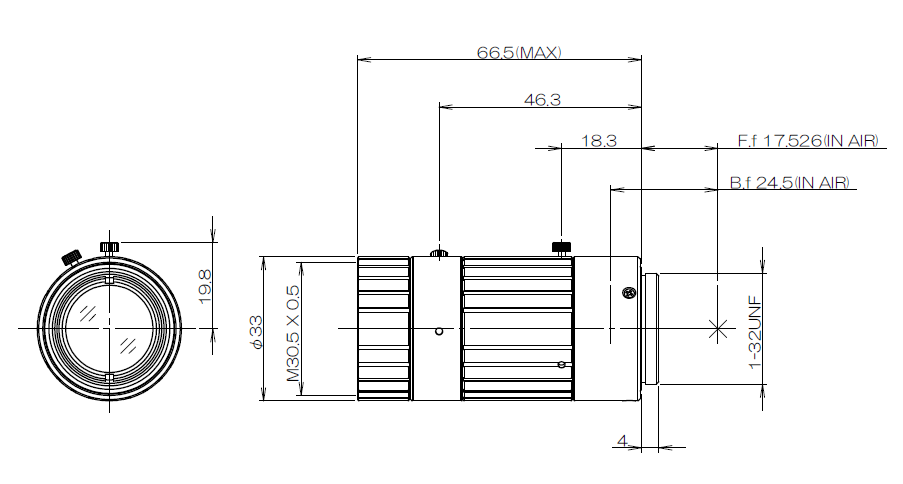 66.5(MAX)
46.3
18.3
F.f 17.526(IN AIR)
B.f 24.5(IN AIR)
19.8
φ33
M30.5 X 0.5
1-32UNF
4